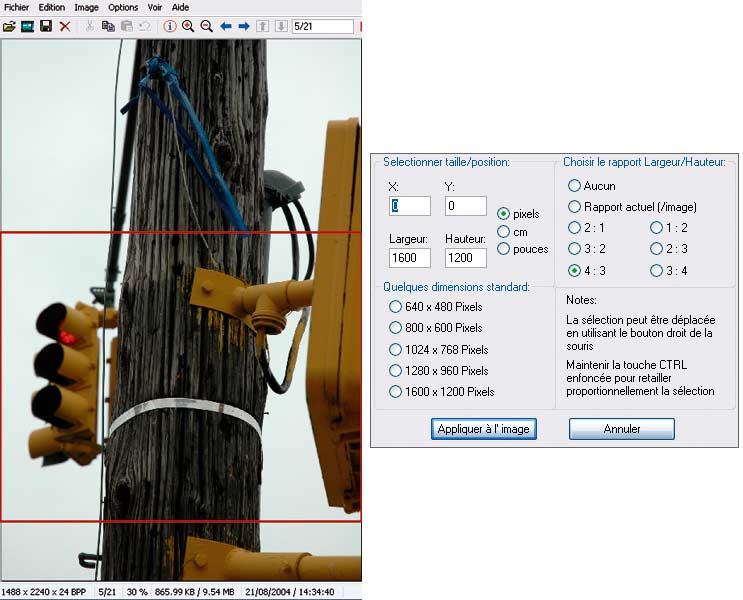 Fichier Edition Image Options Voir Aide
5/21
1488 x 2240 x 24 BPP 5/21 30 % 865.99 KB / 9.54 MB 21/08/2004 / 14:34:40
Selectionner taille/position:
X: Y:
0 0
Largeur: Hauteur:
1600 1200
pixels
cm
pouces
Choisir le rapport Largeur/Hauteur:
Aucun
Rapport actuel (/image)
2 : 1 1 : 2
3 : 2 2 : 3
4 : 3 3 : 4
Quelques dimensions standard:
640 x 480 Pixels
800 x 600 Pixels
1024 x 768 Pixels
1280 x 960 Pixels
1600 x 1200 Pixels
Notes:
La sélection peut être déplacée
en utilisant le bouton droit de la
souris
Maintenir la touche CTRL
enfoncée pour retailler
proportionnellement la sélection
Appliquer à l' image Annuler